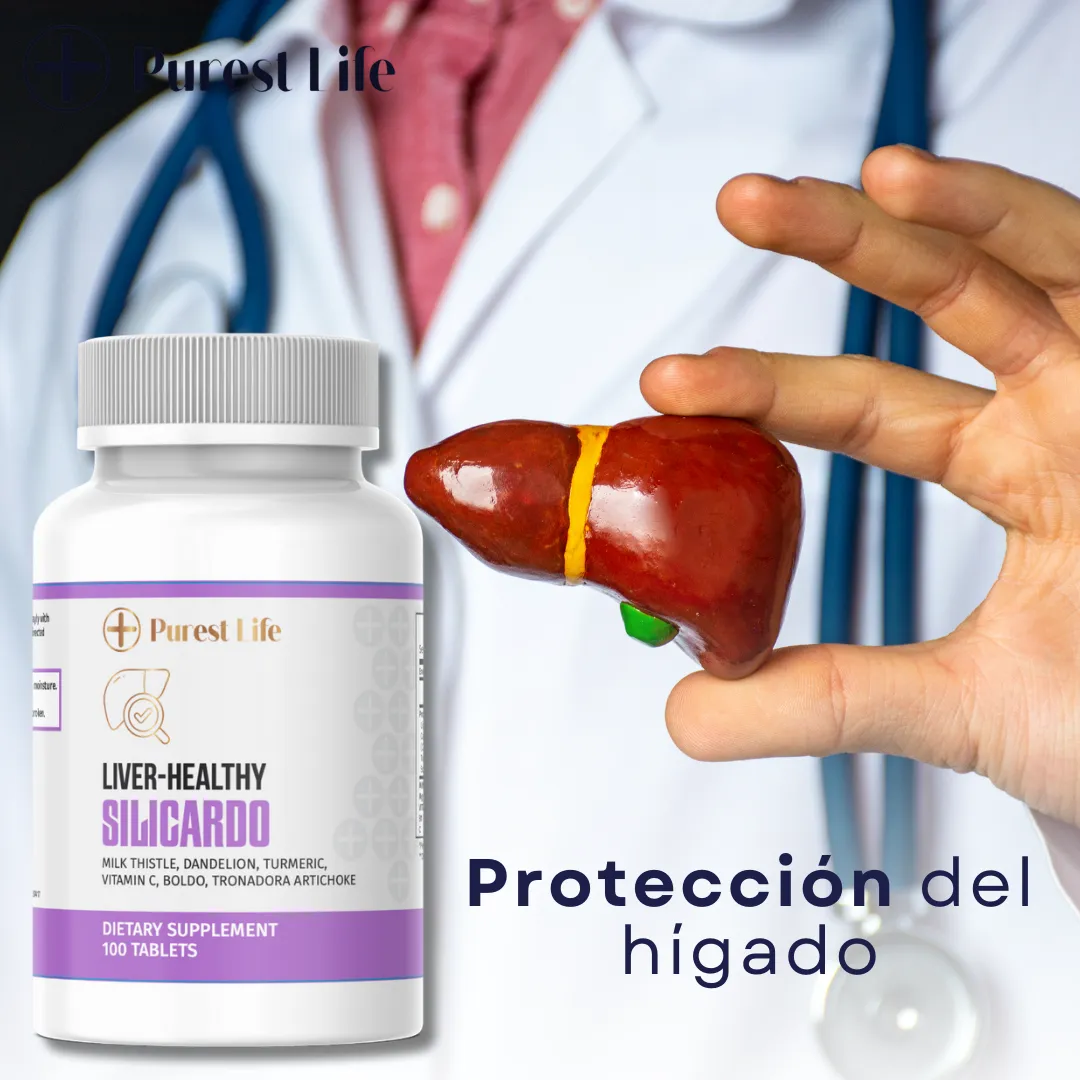 Purest Life
Purest Life
moisture.
LIVER-HEALTHY
SILICARDO
MILK THISTLE, DANDELION, TURMERIC,
VITAMIN C, BOLDO, TRONADORA ARTICHOKE
DIETARY SUPPLEMENT
100 TABLETS
Protección del
hígado